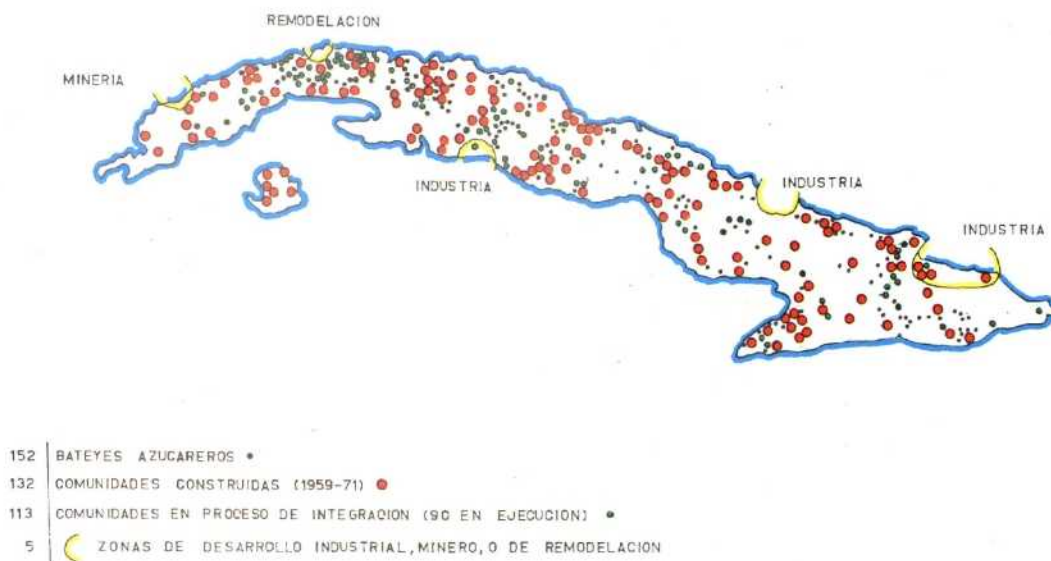 REMODELACION
MINERIA
INDUSTRIA
INDUSTRIA
INDUSTRIA
152 BATEYES AZUCAREROS
132 COMUNIDADES CONSTRUIDAS (1959-71)
113 COMUNIDADES EN PROCESO DE INTEGRACION (90 EN EJECUCION)
5 ZONAS DE DESARROLLO INDUSTRIAL, MINERO, O DE REMODELACION